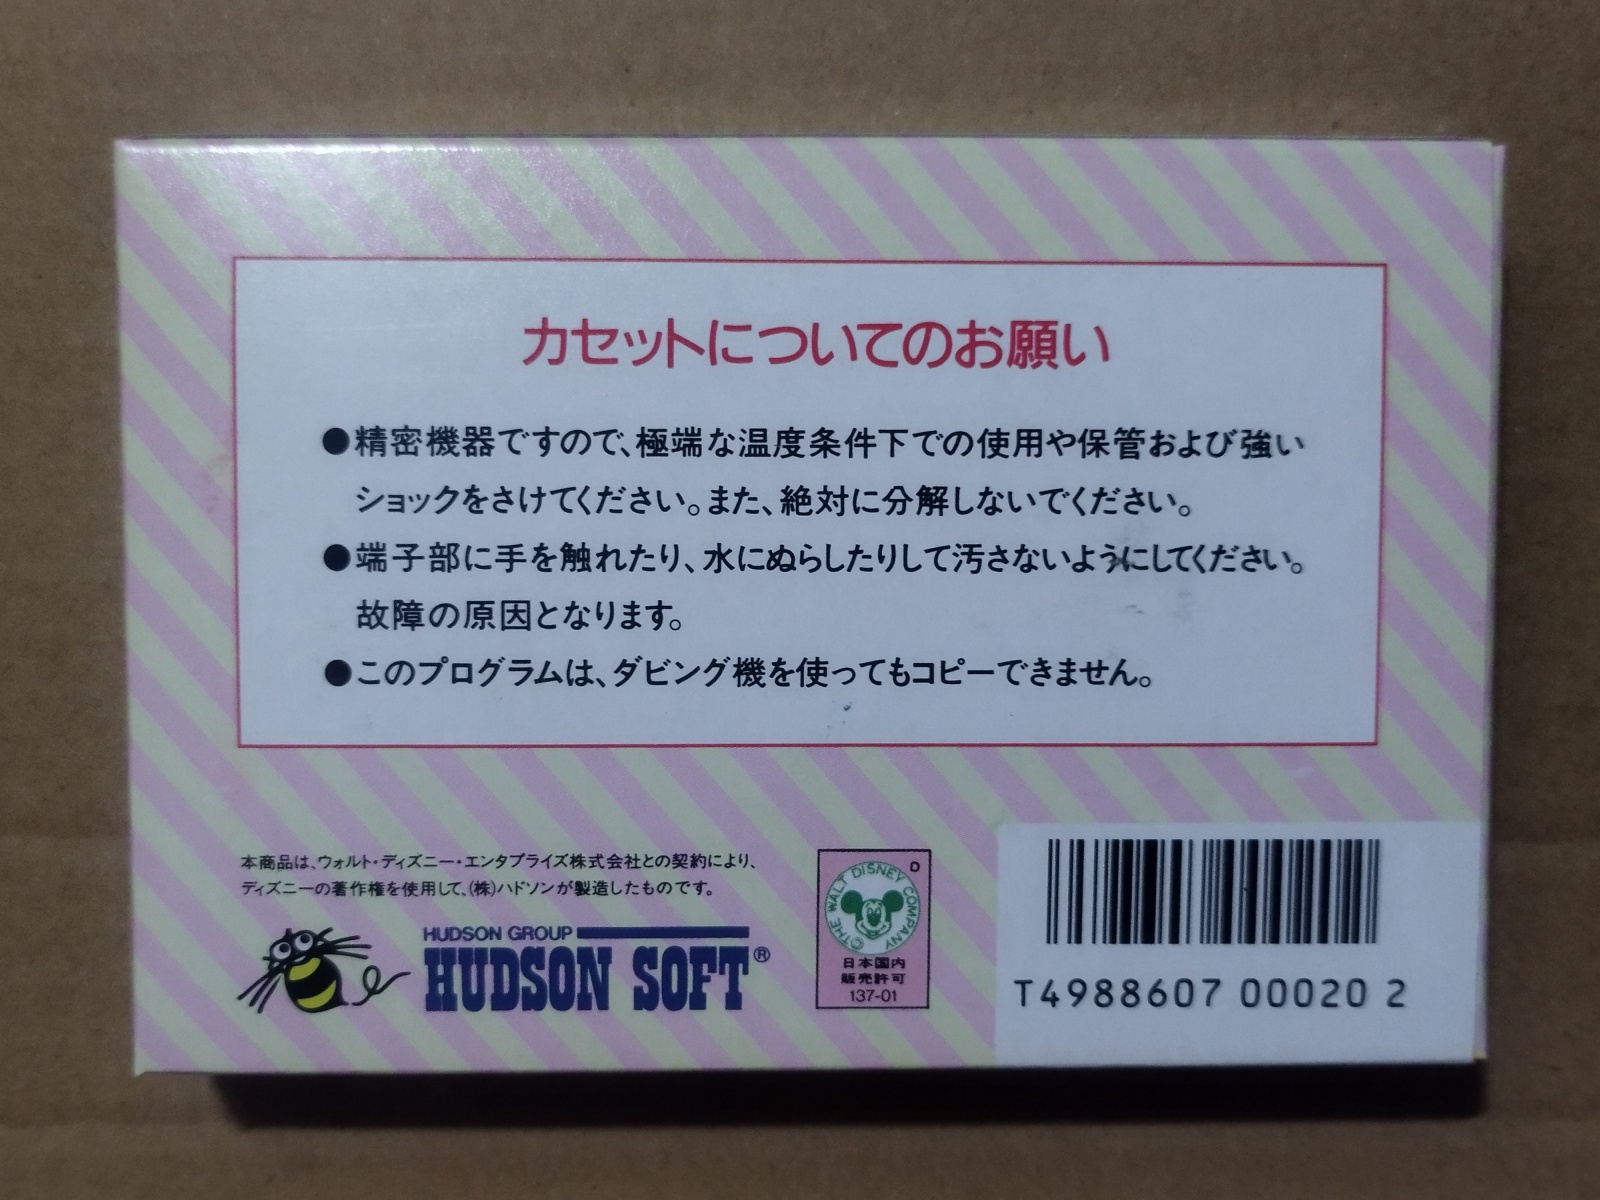 カセットについてのお願い
●精密機器ですので、極端な温度条件下での使用や保管および強い
ショックをさけてください。また、絶対に分解しないでください。
●端子部に手を触れたり、水にぬらしたりして汚さないようにしてください。
故障の原因となります。
●このプログラムは、ダビング機を使ってもコピーできません。
本商品は、ウォルト・ディズニー・エンタプライズ株式会社との契約により、
ディズニーの著作権を使用して、(株)ハドソンが製造したものです。
HUDSON GROUP
HUDSON SOFT®
D
©THE WALT DISNEY COMPANY
日本国内
販売許可
137-01
T4988607 00020 2